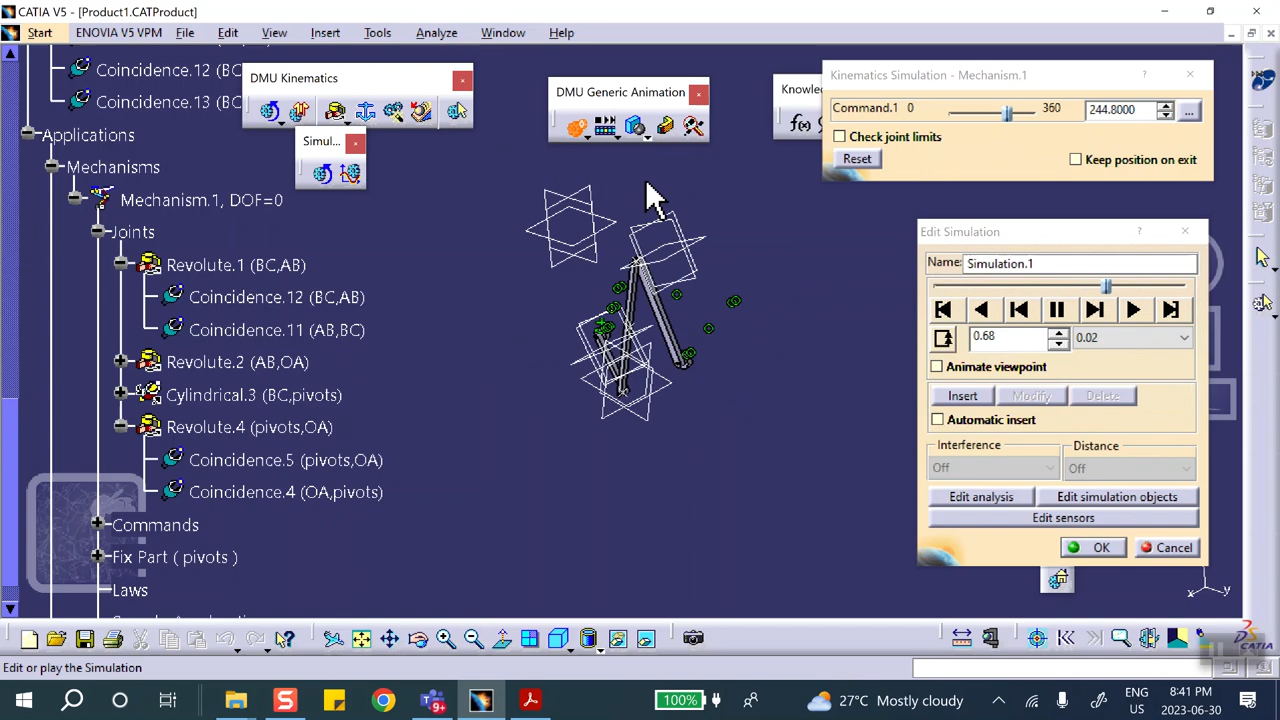 CATIA V5 - [Product1.CATProduct]
Start
ENOVIA V5 VPM
File
Edit
View
Insert
Tools
Analyze
Window
Help
Coincidence.12 (BC
Coincidence.13 (BC
Applications
Mechanisms
Mechanism.1, DOF=0
Joints
Revolute.1 (BC,AB)
Coincidence.12 (BC,AB)
Coincidence.11 (AB,BC)
Revolute.2 (AB,OA)
Cylindrical.3 (BC,pivots)
Revolute.4 (pivots,OA)
Coincidence.5 (pivots,OA)
Coincidence.4 (OA,pivots)
Commands
Fix Part ( pivots )
Laws
DMU Kinematics
Simul...
DMU Generic Animation
Knowle
Kinematics Simulation - Mechanism.1
Command.1 0 360 244.8000 ...
Check joint limits
Reset
Keep position on exit
Edit Simulation
Name: Simulation.1
0.68
0.02
Animate viewpoint
Insert
Modify
Delete
Automatic insert
Interference
Distance
Off
Off
Edit analysis
Edit simulation objects
Edit sensors
OK
Cancel
x
y
CATIA
Edit or play the Simulation
9+
100%
27°C Mostly cloudy
ENG
US
8:41 PM
2023-06-30